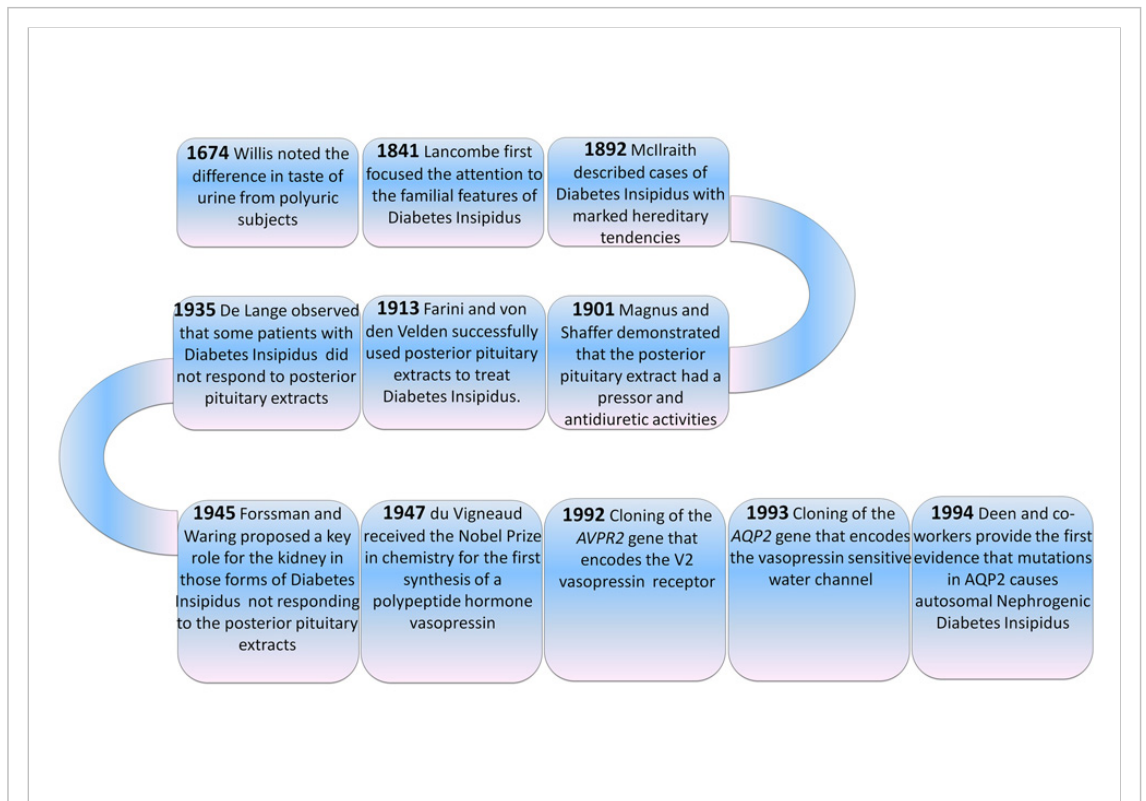 1674 Willis noted the
difference in taste of
urine from polyuric
subjects
1841 Lancombe first
focused the attention to
the familial features of
Diabetes Insipidus
1892 McIlraith
described cases of
Diabetes Insipidus with
marked hereditary
tendencies
1901 Magnus and
Shaffer demonstrated
that the posterior
pituitary extract had a
pressor and
antidiuretic activities
1913 Farini and von
den Velden successfully
used posterior pituitary
extracts to treat
Diabetes Insipidus.
1935 De Lange observed
that some patients with
Diabetes Insipidus did
not respond to posterior
pituitary extracts
1945 Forssman and
Waring proposed a key
role for the kidney in
those forms of Diabetes
Insipidus not responding
to the posterior pituitary
extracts
1947 du Vigneaud
received the Nobel Prize
in chemistry for the first
synthesis of a
polypeptide hormone
vasopressin
1992 Cloning of the
AVPR2 gene that
encodes the V2
vasopressin receptor
1993 Cloning of the
AQP2 gene that encodes
the vasopressin sensitive
water channel
1994 Deen and co-
workers provide the first
evidence that mutations
in AQP2 causes
autosomal Nephrogenic
Diabetes Insipidus